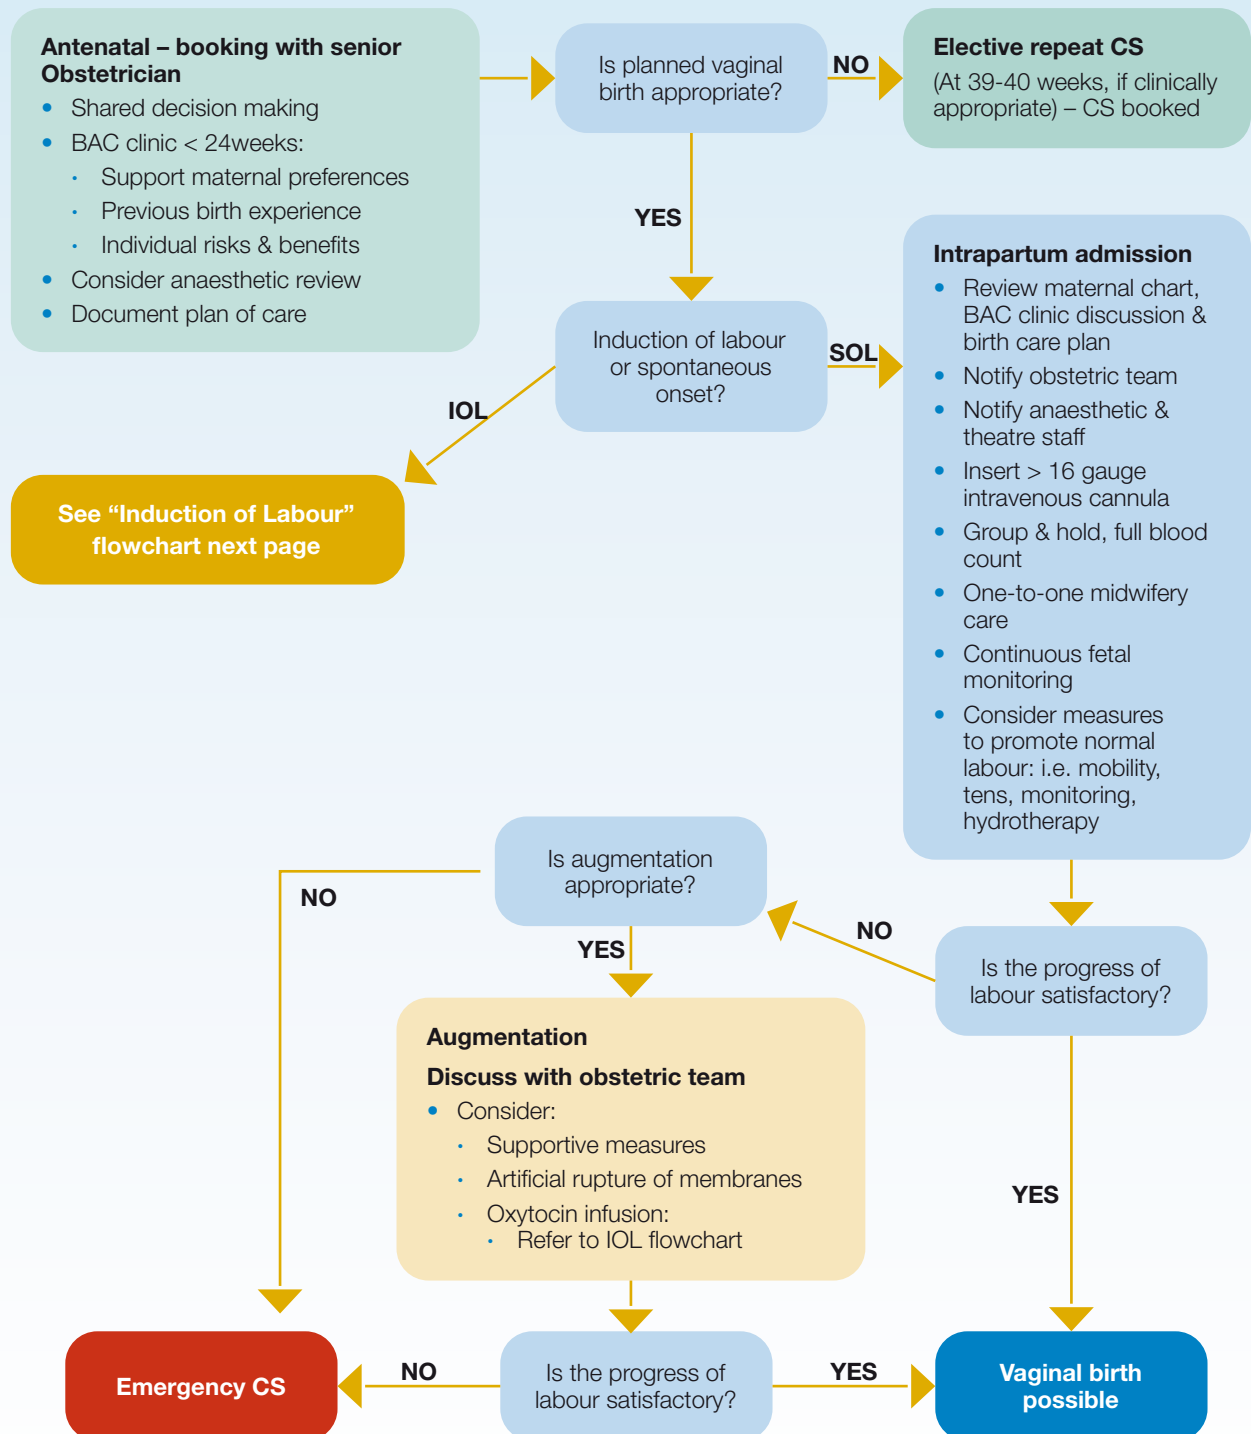 Antenatal – booking with senior
Obstetrician
• Shared decision making
• BAC clinic < 24weeks:
• Support maternal preferences
• Previous birth experience
• Individual risks & benefits
• Consider anaesthetic review
• Document plan of care
Is planned vaginal
birth appropriate?
NO
Elective repeat CS
(At 39-40 weeks, if clinically
appropriate) – CS booked
YES
Induction of labour
or spontaneous
onset?
SOL
IOL
See “Induction of Labour”
flowchart next page
Intrapartum admission
• Review maternal chart,
BAC clinic discussion &
birth care plan
• Notify obstetric team
• Notify anaesthetic &
theatre staff
• Insert > 16 gauge
intravenous cannula
• Group & hold, full blood
count
• One-to-one midwifery
care
• Continuous fetal
monitoring
• Consider measures
to promote normal
labour: i.e. mobility,
tens, monitoring,
hydrotherapy
Is the progress of
labour satisfactory?
NO
YES
Is augmentation
appropriate?
NO
YES
Augmentation
Discuss with obstetric team
• Consider:
• Supportive measures
• Artificial rupture of membranes
• Oxytocin infusion:
• Refer to IOL flowchart
Is the progress of
labour satisfactory?
NO
YES
Emergency CS
Vaginal birth
possible